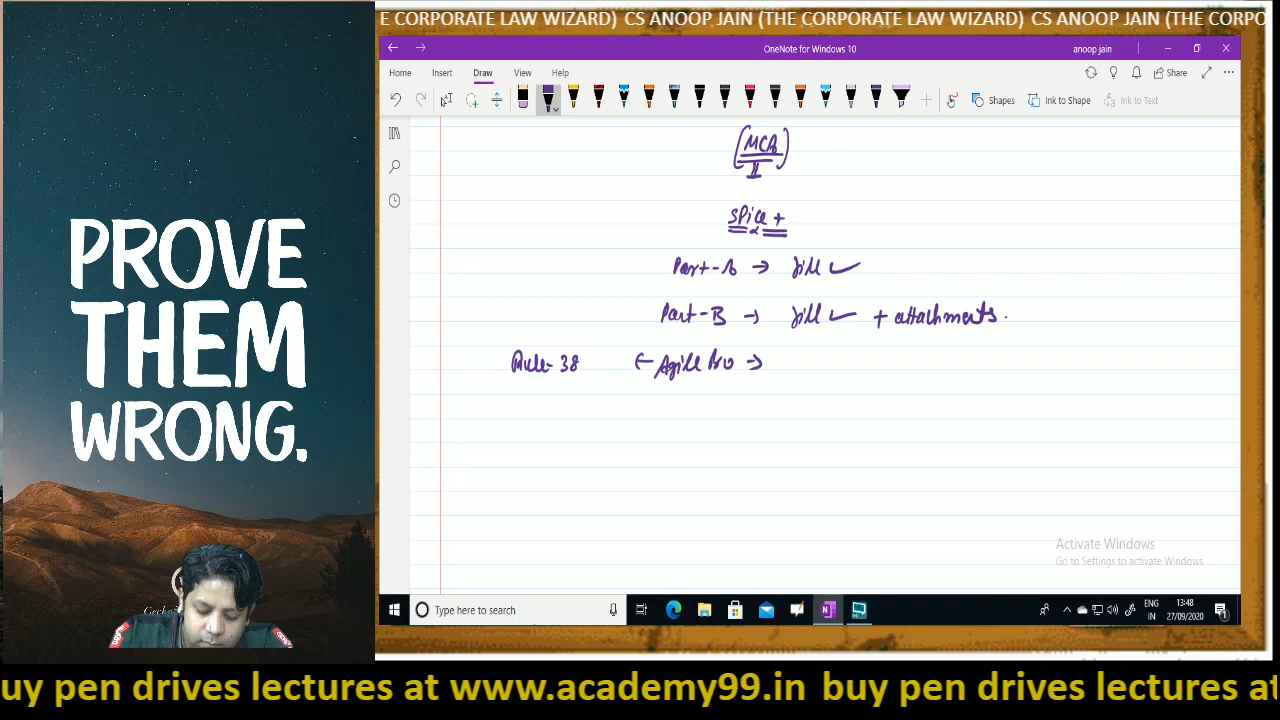 E CORPORATE LAW WIZARD) CS ANOOP JAIN (THE CORPORATE LAW WIZARD) CS ANOOP JAIN (THE CORPO
OneNote for Windows 10
anoop jain
Home Insert Draw View Help
Share
Shapes
Ink to Shape
Ink to Text
(MCA)
SPice +
Part-A → fill ✓
Part-B → fill ✓ + attachments.
Rule-38 ← Agile Pro →
PROVE
THEM
WRONG.
Activate Windows
Go to Settings to activate Windows.
Type here to search
ENG
IN
13:48
27/09/2020
uy pen drives lectures at www.academy99.in buy pen drives lectures at